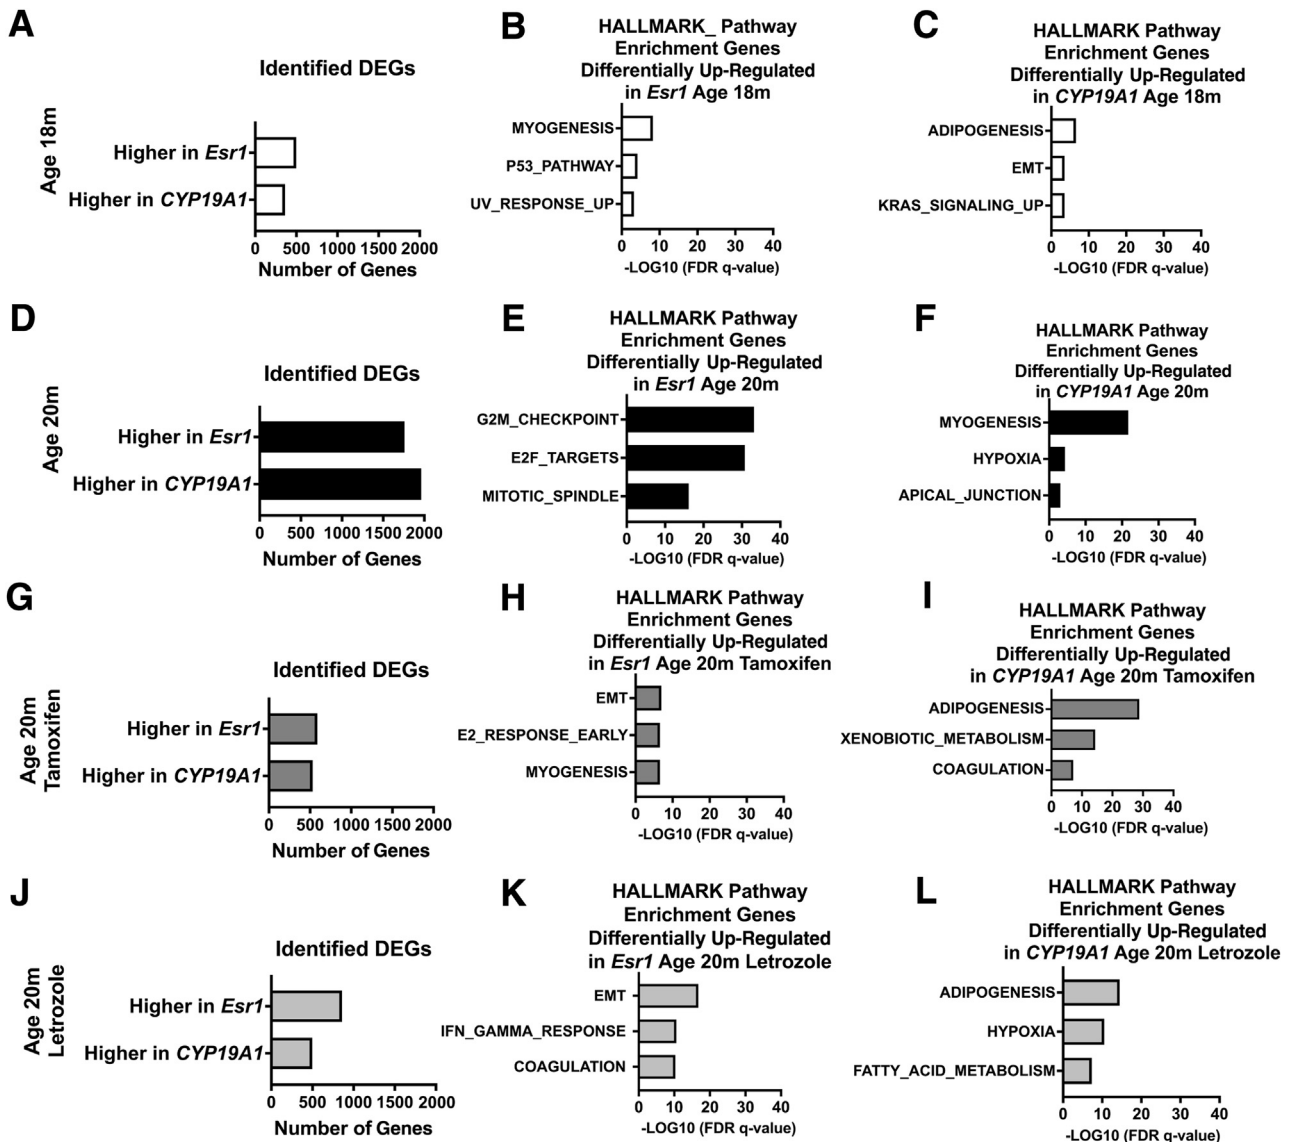 A
Identified DEGs
Age 18m
Higher in Esr1
Higher in CYP19A1
0 500 1000 1500 2000
Number of Genes
B
HALLMARK_ Pathway
Enrichment Genes
Differentially Up-Regulated
in Esr1 Age 18m
MYOGENESIS
P53_PATHWAY
UV_RESPONSE_UP
0 10 20 30 40
-LOG10 (FDR q-value)
C
HALLMARK Pathway
Enrichment Genes
Differentially Up-Regulated
in CYP19A1 Age 18m
ADIPOGENESIS
EMT
KRAS_SIGNALING_UP
0 10 20 30 40
-LOG10 (FDR q-value)
D
Identified DEGs
Age 20m
Higher in Esr1
Higher in CYP19A1
0 500 1000 1500 2000
Number of Genes
E
HALLMARK Pathway
Enrichment Genes
Differentially Up-Regulated
in Esr1 Age 20m
G2M_CHECKPOINT
E2F_TARGETS
MITOTIC_SPINDLE
0 10 20 30 40
-LOG10 (FDR q-value)
F
HALLMARK Pathway
Enrichment Genes
Differentially Up-Regulated
in CYP19A1 Age 20m
MYOGENESIS
HYPOXIA
APICAL_JUNCTION
0 10 20 30 40
-LOG10 (FDR q-value)
G
Identified DEGs
Age 20m
Tamoxifen
Higher in Esr1
Higher in CYP19A1
0 500 1000 1500 2000
Number of Genes
H
HALLMARK Pathway
Enrichment Genes
Differentially Up-Regulated
in Esr1 Age 20m Tamoxifen
EMT
E2_RESPONSE_EARLY
MYOGENESIS
0 10 20 30 40
-LOG10 (FDR q-value)
I
HALLMARK Pathway
Enrichment Genes
Differentially Up-Regulated
in CYP19A1 Age 20m Tamoxifen
ADIPOGENESIS
XENOBIOTIC_METABOLISM
COAGULATION
0 10 20 30 40
-LOG10 (FDR q-value)
J
Identified DEGs
Age 20m
Letrozole
Higher in Esr1
Higher in CYP19A1
0 500 1000 1500 2000
Number of Genes
K
HALLMARK Pathway
Enrichment Genes
Differentially Up-Regulated
in Esr1 Age 20m Letrozole
EMT
IFN_GAMMA_RESPONSE
COAGULATION
0 10 20 30 40
-LOG10 (FDR q-value)
L
HALLMARK Pathway
Enrichment Genes
Differentially Up-Regulated
in CYP19A1 Age 20m Letrozole
ADIPOGENESIS
HYPOXIA
FATTY_ACID_METABOLISM
0 10 20 30 40
-LOG10 (FDR q-value)